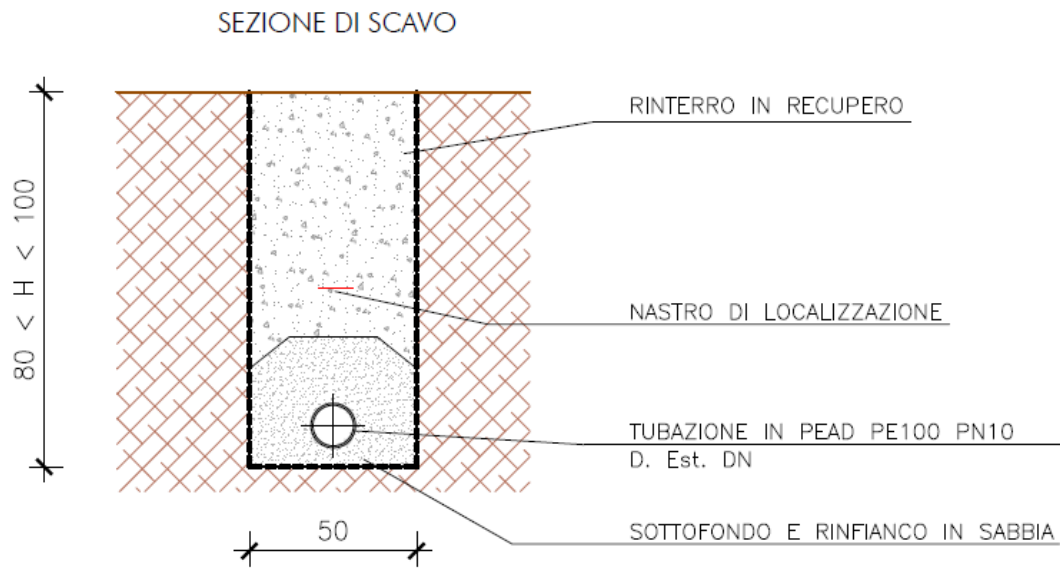 SEZIONE DI SCAVO
RINTERRO IN RECUPERO
80 < H < 100
NASTRO DI LOCALIZZAZIONE
TUBAZIONE IN PEAD PE100 PN10
D. Est. DN
50
SOTTOFONDO E RINFIANCO IN SABBIA